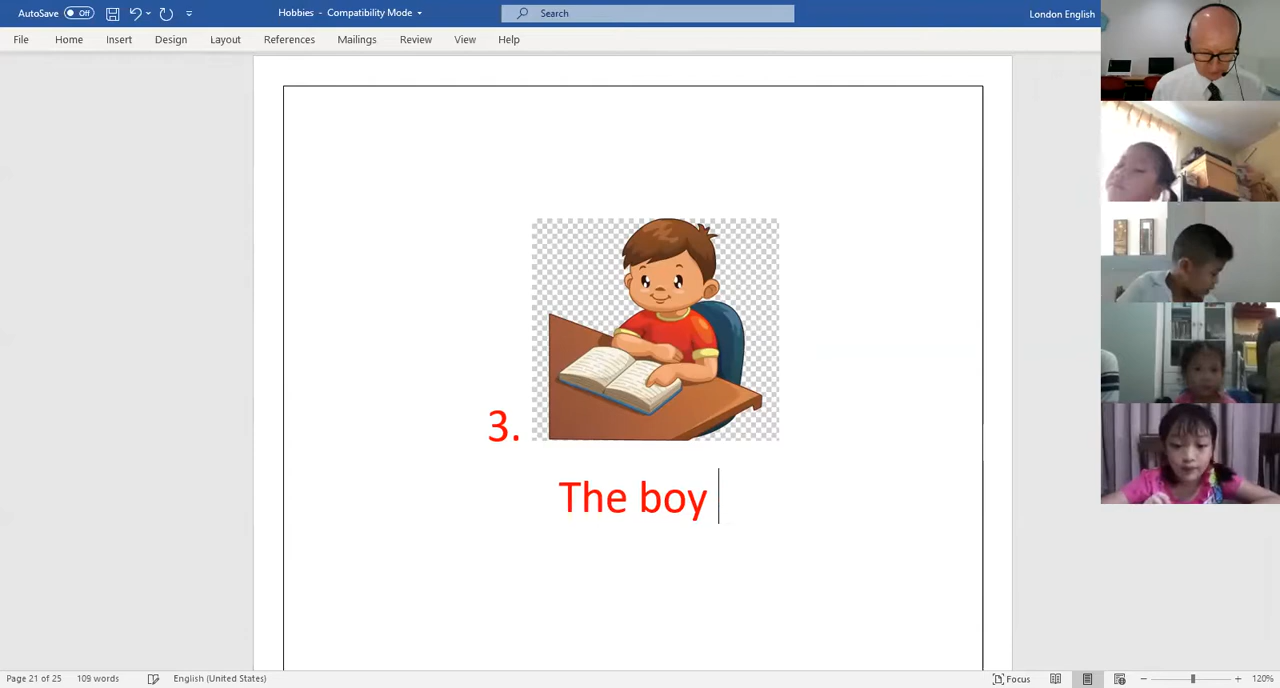 AutoSave Off Hobbies - Compatibility Mode Search London English
File Home Insert Design Layout References Mailings Review View Help
3.
The boy
Page 21 of 25 109 words English (United States) Focus 120%